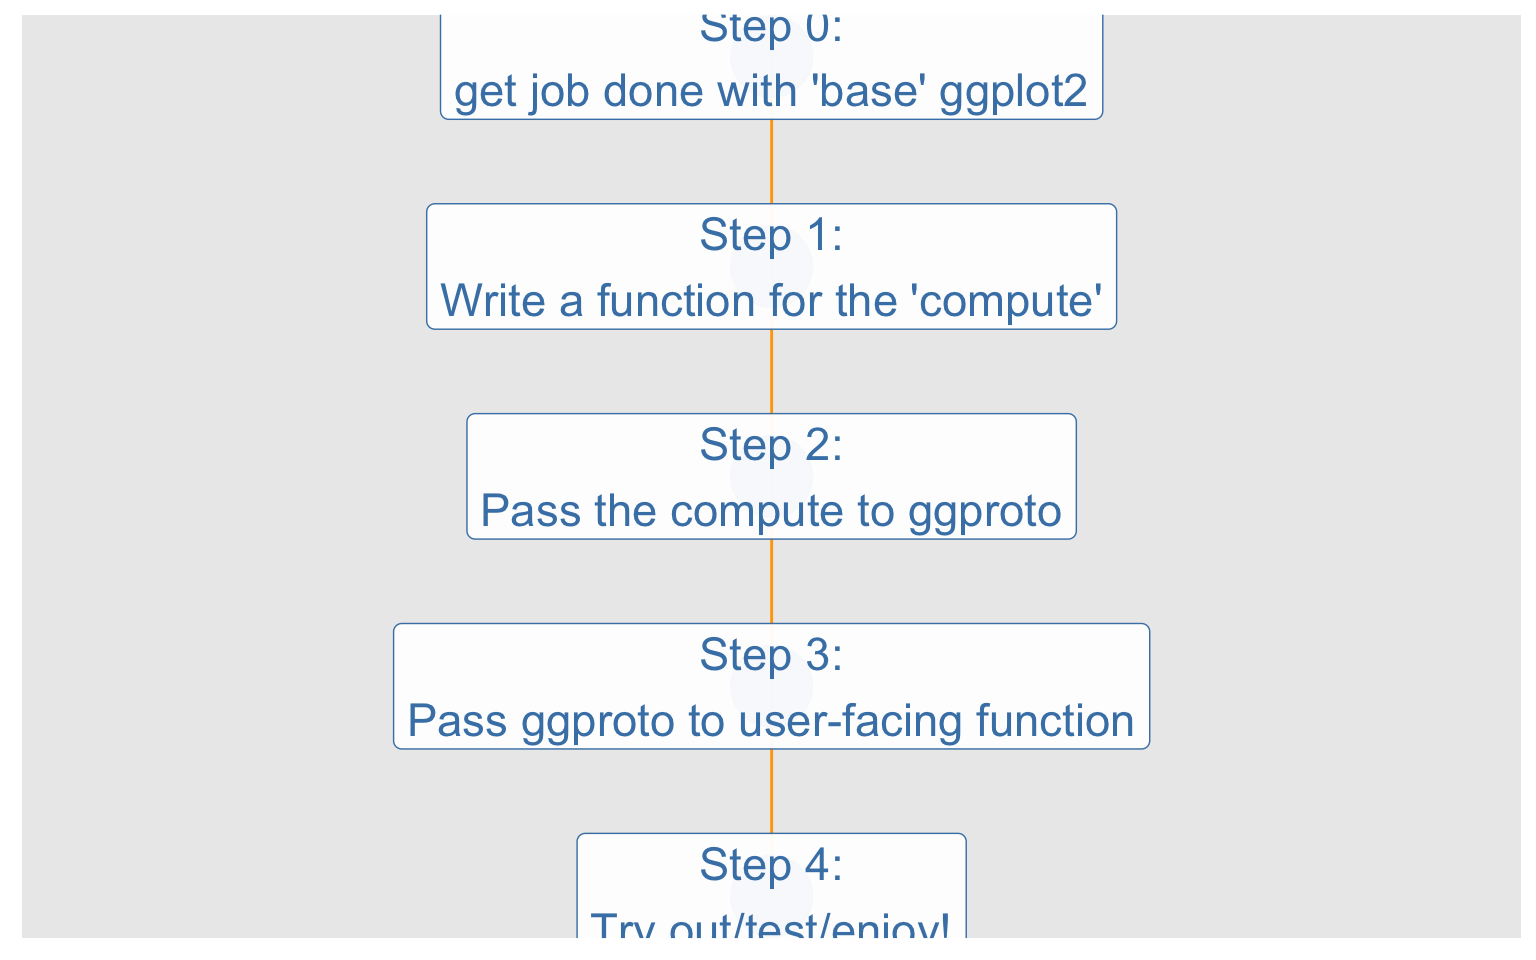 Step 0:
get job done with 'base' ggplot2
Step 1:
Write a function for the 'compute'
Step 2:
Pass the compute to ggproto
Step 3:
Pass ggproto to user-facing function
Step 4:
Try out/test/enjoy!